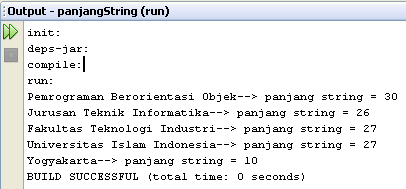 Output - panjangString (run)
init:
deps-jar:
compile:
run:
Pemrograman Berorientasi Objek--> panjang string = 30
Jurusan Teknik Informatika--> panjang string = 26
Fakultas Teknologi Industri--> panjang string = 27
Universitas Islam Indonesia--> panjang string = 27
Yogyakarta--> panjang string = 10
BUILD SUCCESSFUL (total time: 0 seconds)